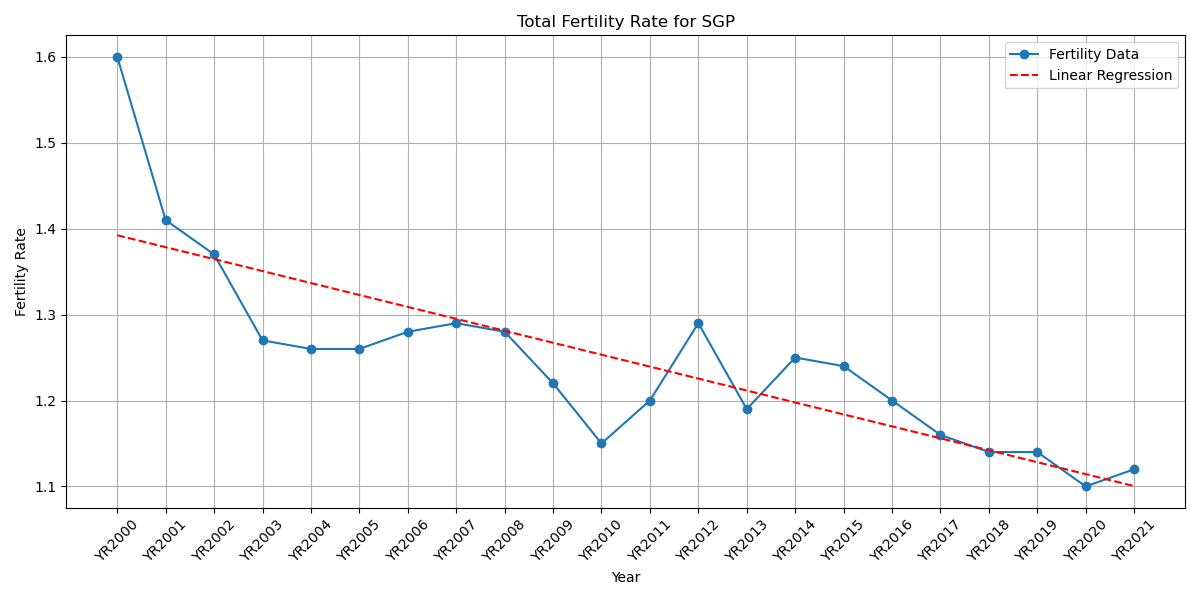 Total Fertility Rate for SGP
Fertility Data
Linear Regression
Fertility Rate
1.6
1.5
1.4
1.3
1.2
1.1
YR2000
YR2001
YR2002
YR2003
YR2004
YR2005
YR2006
YR2007
YR2008
YR2009
YR2010
YR2011
YR2012
YR2013
YR2014
YR2015
YR2016
YR2017
YR2018
YR2019
YR2020
YR2021
Year